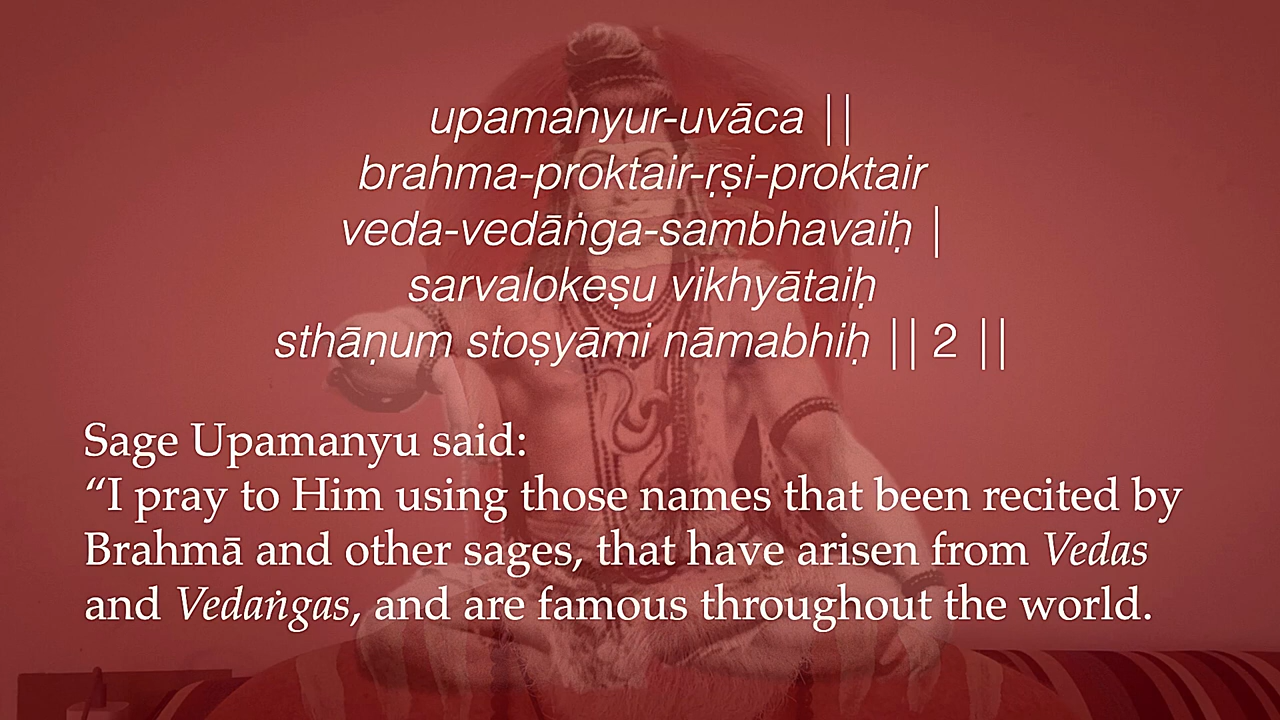 upamanyur-uvāca ||
brahma-proktair-ṛṣi-proktair
veda-vedāṅga-sambhavaiḥ |
sarvalokeṣu vikhyātaiḥ
sthāṇum stoṣyāmi nāmabhiḥ || 2 ||
Sage Upamanyu said:
“I pray to Him using those names that been recited by
Brahmā and other sages, that have arisen from Vedas
and Vedaṅgas, and are famous throughout the world.